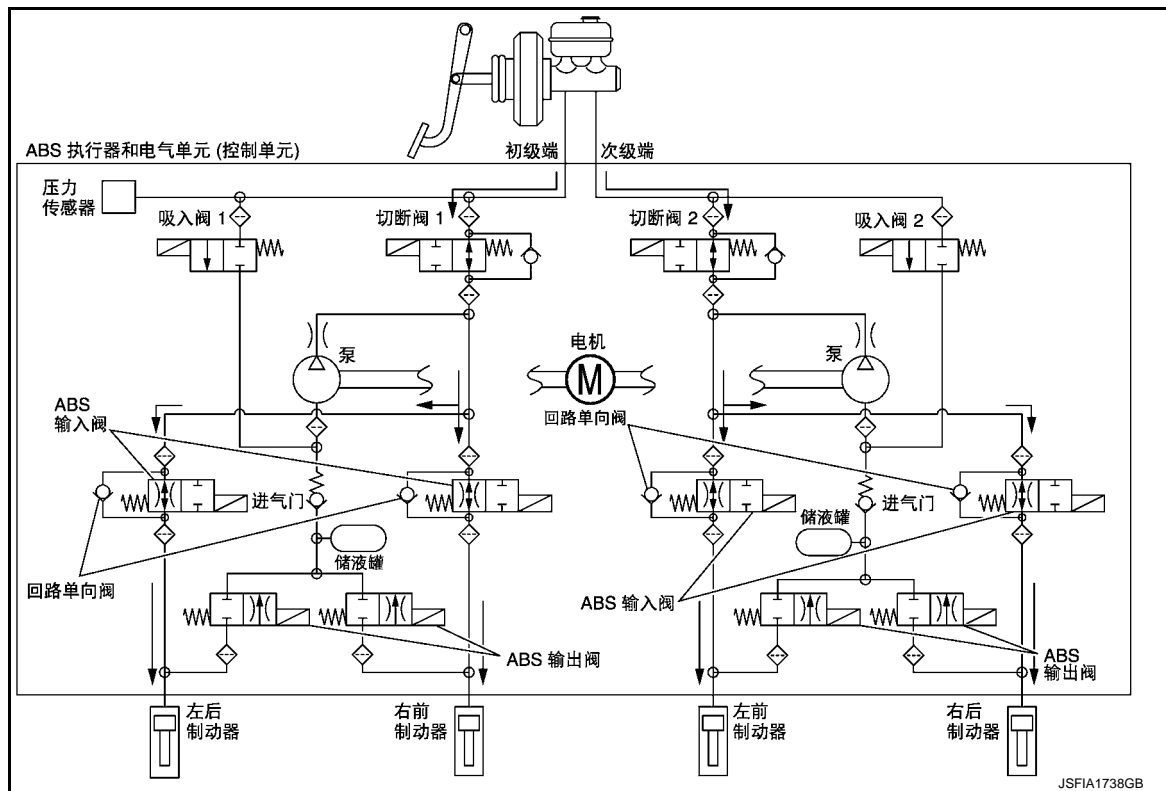 ABS 执行器和电气单元 (控制单元)
初级端
次级端
压力
传感器
吸入阀 1
切断阀 1
切断阀 2
吸入阀 2
泵
电机
M
泵
ABS
输入阀
回路单向阀
进气门
进气门
储液罐
储液罐
回路单向阀
ABS 输入阀
ABS 输出阀
ABS
输出阀
左后
制动器
右前
制动器
左前
制动器
右后
制动器
JSFIA1738GB